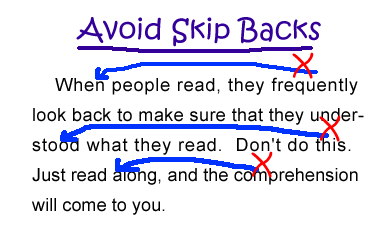 Avoid Skip Backs
When people read, they frequently
look back to make sure that they under-
stood what they read. Don't do this.
Just read along, and the comprehension
will come to you.